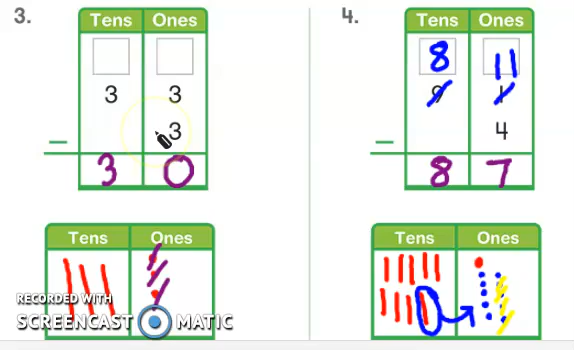 3. Tens Ones 4. Tens Ones
8 11
3 3 9 1
− 3 − 4
3 0 8 7
Tens Ones Tens Ones
RECORDED WITH
SCREENCAST MATIC